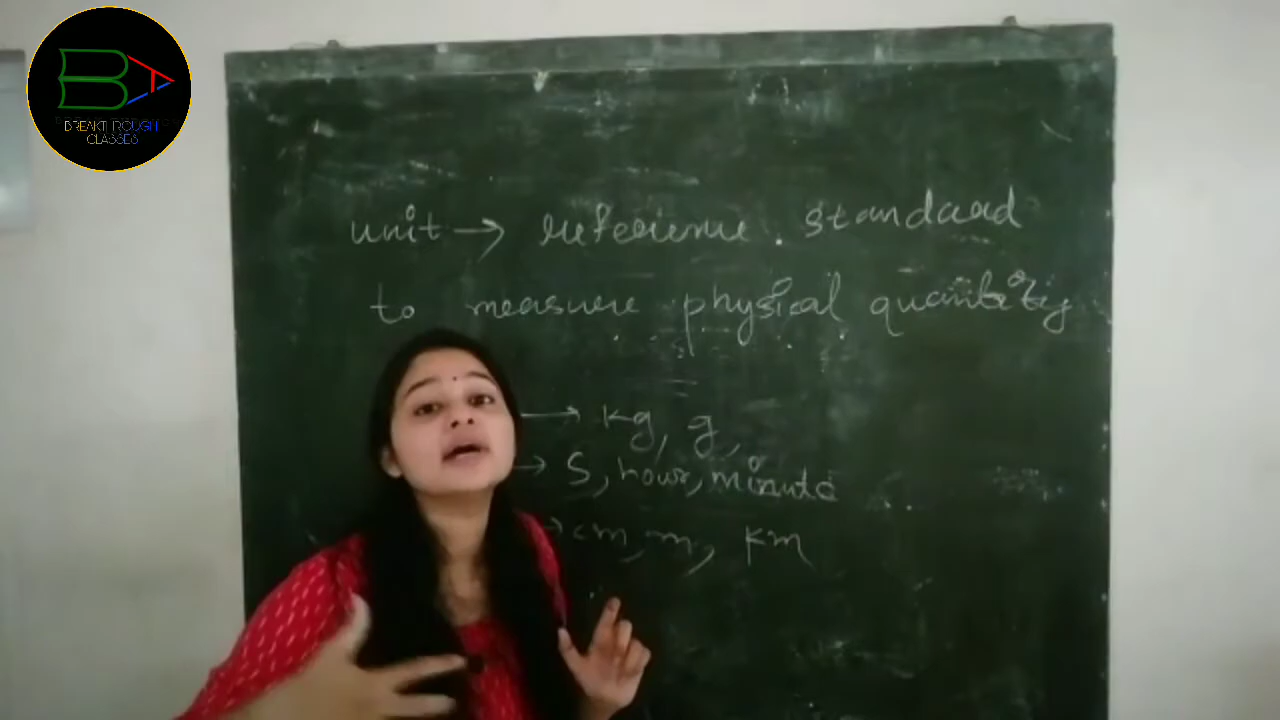 BREAKTHROUGH
CLASSES
unit → reference standard
to measure physical quantity
→ kg, g,
→ S, hour, minute
→ cm, m, km